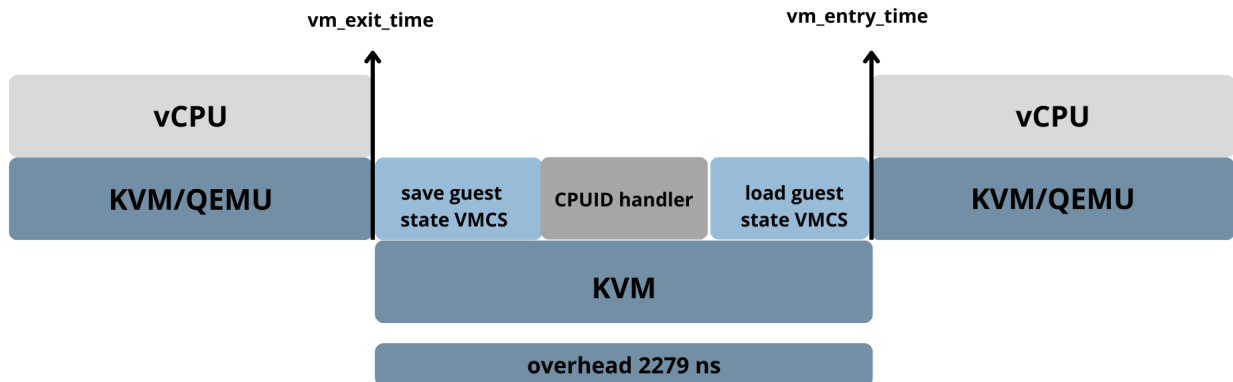 vm_exit_time
vm_entry_time
vCPU
vCPU
KVM/QEMU
save guest
state VMCS
CPUID handler
load guest
state VMCS
KVM/QEMU
KVM
overhead 2279 ns